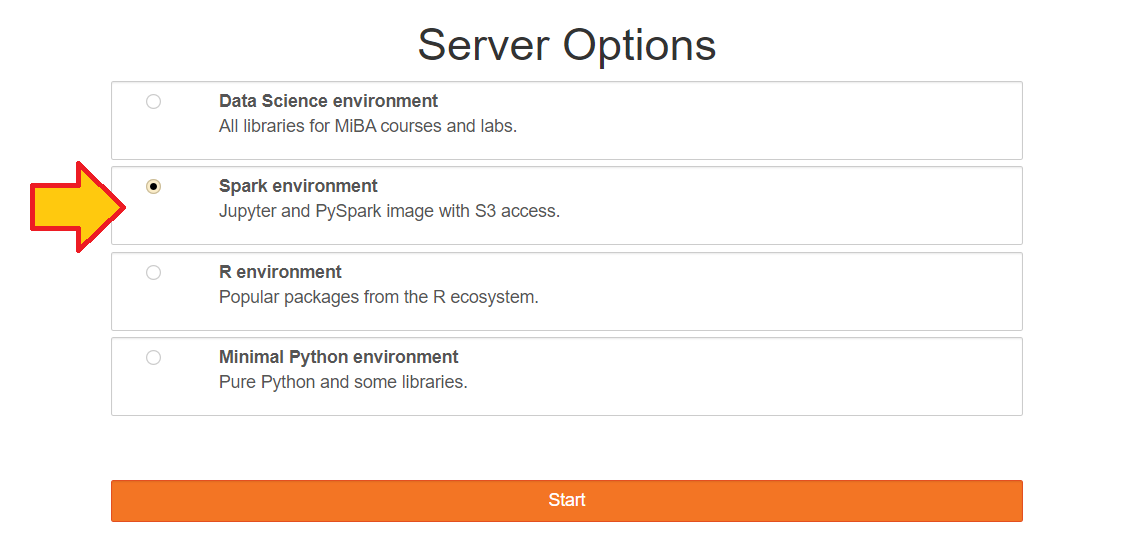 Server Options
Data Science environment
All libraries for MiBA courses and labs.
Spark environment
Jupyter and PySpark image with S3 access.
R environment
Popular packages from the R ecosystem.
Minimal Python environment
Pure Python and some libraries.
Start